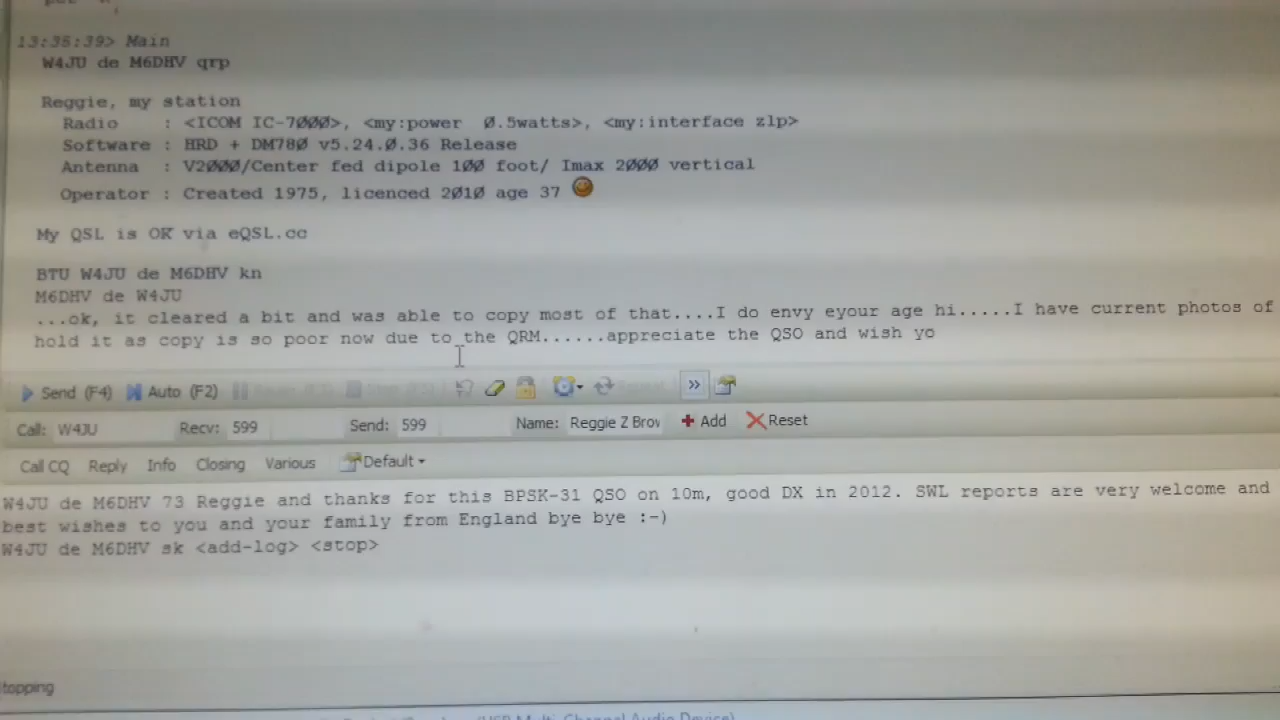 13:35:39> Main
W4JU de M6DHV qrp
Reggie, my station
Radio : <ICOM IC-7000>, <my:power 0.5watts>, <my:interface zlp>
Software : HRD + DM780 v5.24.0.36 Release
Antenna : V2000/Center fed dipole 100 foot/ Imax 2000 vertical
Operator : Created 1975, licenced 2010 age 37
My QSL is OK via eQSL.cc
BTU W4JU de M6DHV kn
M6DHV de W4JU
...ok, it cleared a bit and was able to copy most of that....I do envy eyour age hi.....I have current photos of
hold it as copy is so poor now due to the QRM......appreciate the QSO and wish yo
Send (F4) Auto (F2)
Call: W4JU Recv: 599 Send: 599 Name: Reggie Z Brow Add Reset
Call CQ Reply Info Closing Various Default
W4JU de M6DHV 73 Reggie and thanks for this BPSK-31 QSO on 10m, good DX in 2012. SWL reports are very welcome and
best wishes to you and your family from England bye bye :-)
W4JU de M6DHV sk <add-log> <stop>
topping